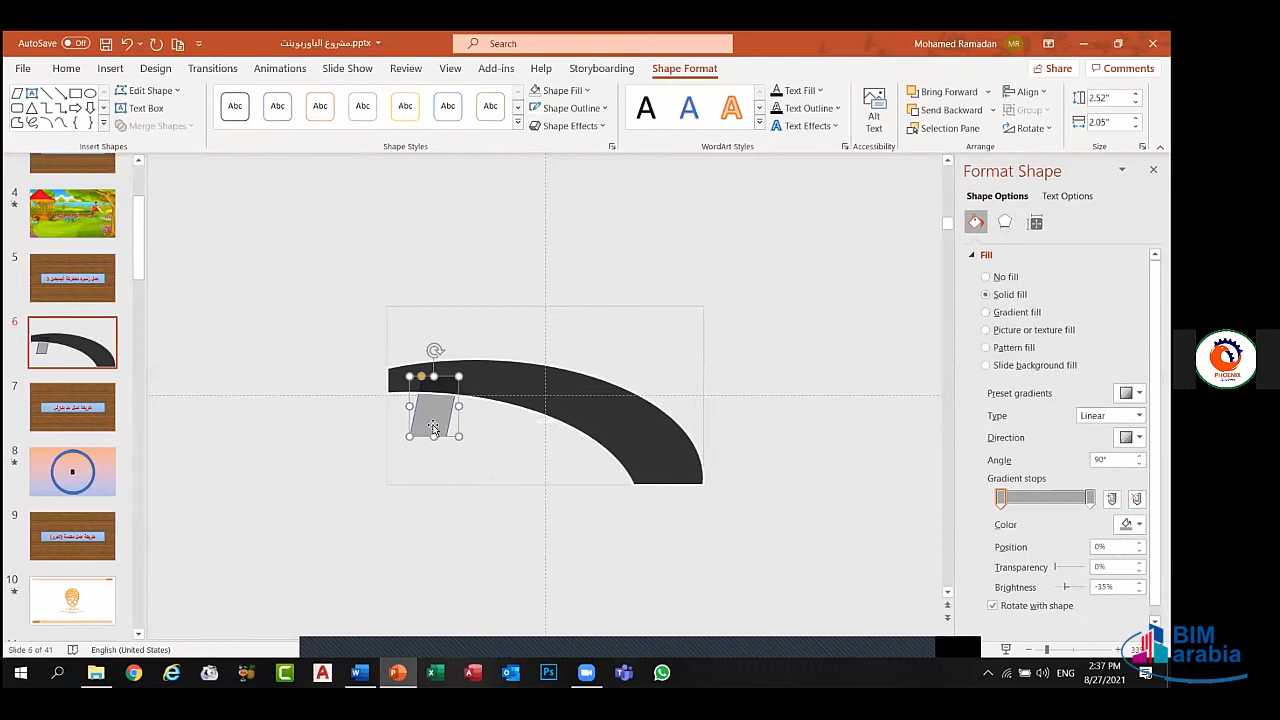 AutoSave Off مشروع الباوربوينت.pptx Search Mohamed Ramadan MR
File Home Insert Design Transitions Animations Slide Show Review View Add-ins Help Storyboarding Shape Format Share Comments
Edit Shape
Text Box
Merge Shapes
Insert Shapes
Abc Abc Abc Abc Abc Abc Abc
Shape Fill
Shape Outline
Shape Effects
Shape Styles
A A A
Text Fill
Text Outline
Text Effects
WordArt Styles
Alt
Text
Accessibility
Bring Forward
Send Backward
Selection Pane
Align
Group
Rotate
Arrange
2.52"
2.05"
Size
4
5
6
7
8
9
10
Format Shape
Shape Options Text Options
Fill
No fill
Solid fill
Gradient fill
Picture or texture fill
Pattern fill
Slide background fill
Preset gradients
Type Linear
Direction
Angle 90°
Gradient stops
Color
Position 0%
Transparency 0%
Brightness -35%
Rotate with shape
PHOENIX
BIM
arabia
Slide 6 of 41 English (United States)
ENG
2:37 PM
8/27/2021